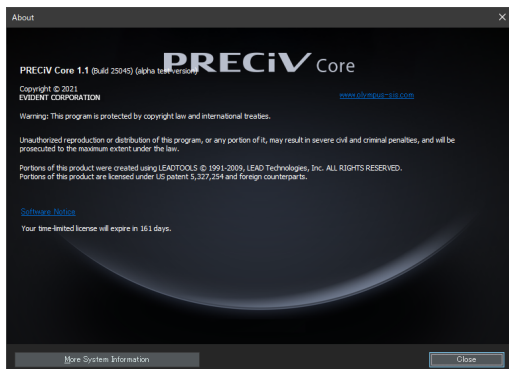 About
PRECiV Core
PRECiV Core 1.1 (Build 25045) (alpha test version)
Copyright © 2021
EVIDENT CORPORATION
www.olympus-sis.com
Warning: This program is protected by copyright law and international treaties.
Unauthorized reproduction or distribution of this program, or any portion of it, may result in severe civil and criminal penalties, and will be
prosecuted to the maximum extent under the law.
Portions of this product were created using LEADTOOLS © 1991-2009, LEAD Technologies, Inc. ALL RIGHTS RESERVED.
Portions of this product are licensed under US patent 5,327,254 and foreign counterparts.
Software Notice
Your time-limited license will expire in 161 days.
More System Information
Close